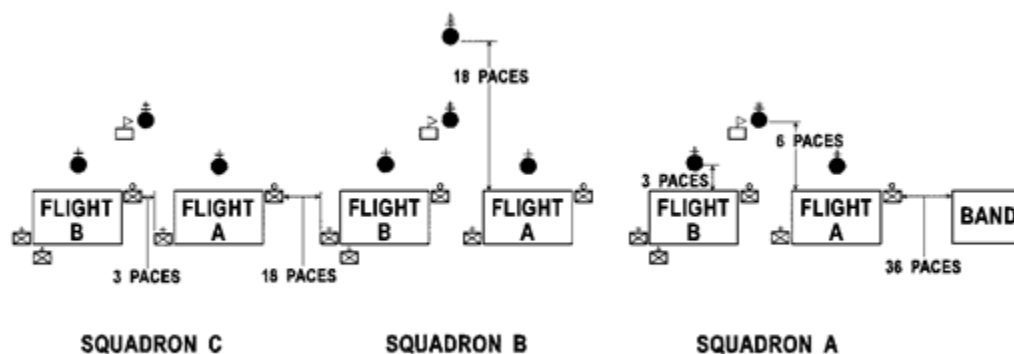 18 PACES
6 PACES
3 PACES
FLIGHT
B
FLIGHT
A
FLIGHT
B
FLIGHT
A
FLIGHT
B
FLIGHT
A
BAND
3 PACES
18 PACES
36 PACES
SQUADRON C
SQUADRON B
SQUADRON A